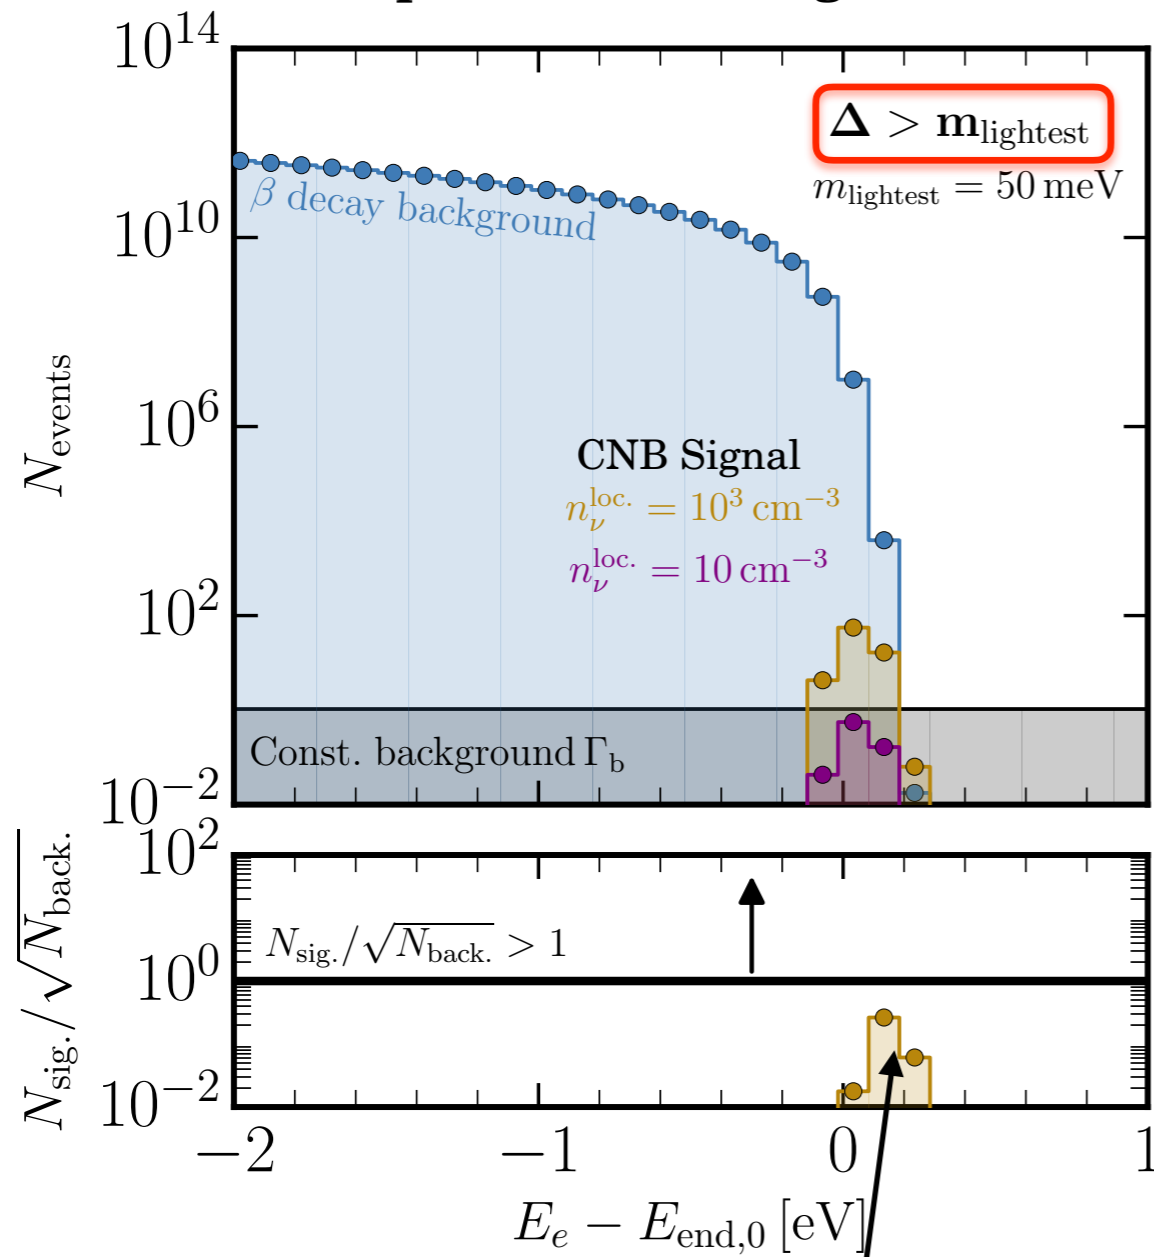 10^14
Δ > m_lightest
m_lightest = 50 meV
β decay background
10^10
N_events
10^6
CNB Signal
n_ν^loc. = 10^3 cm^−3
n_ν^loc. = 10 cm^−3
10^2
Const. background Γ_b
10^−2
10^2
N_sig./√N_back.
N_sig./√N_back. > 1
10^0
10^−2
−2 −1 0 1
E_e − E_end,0 [eV]